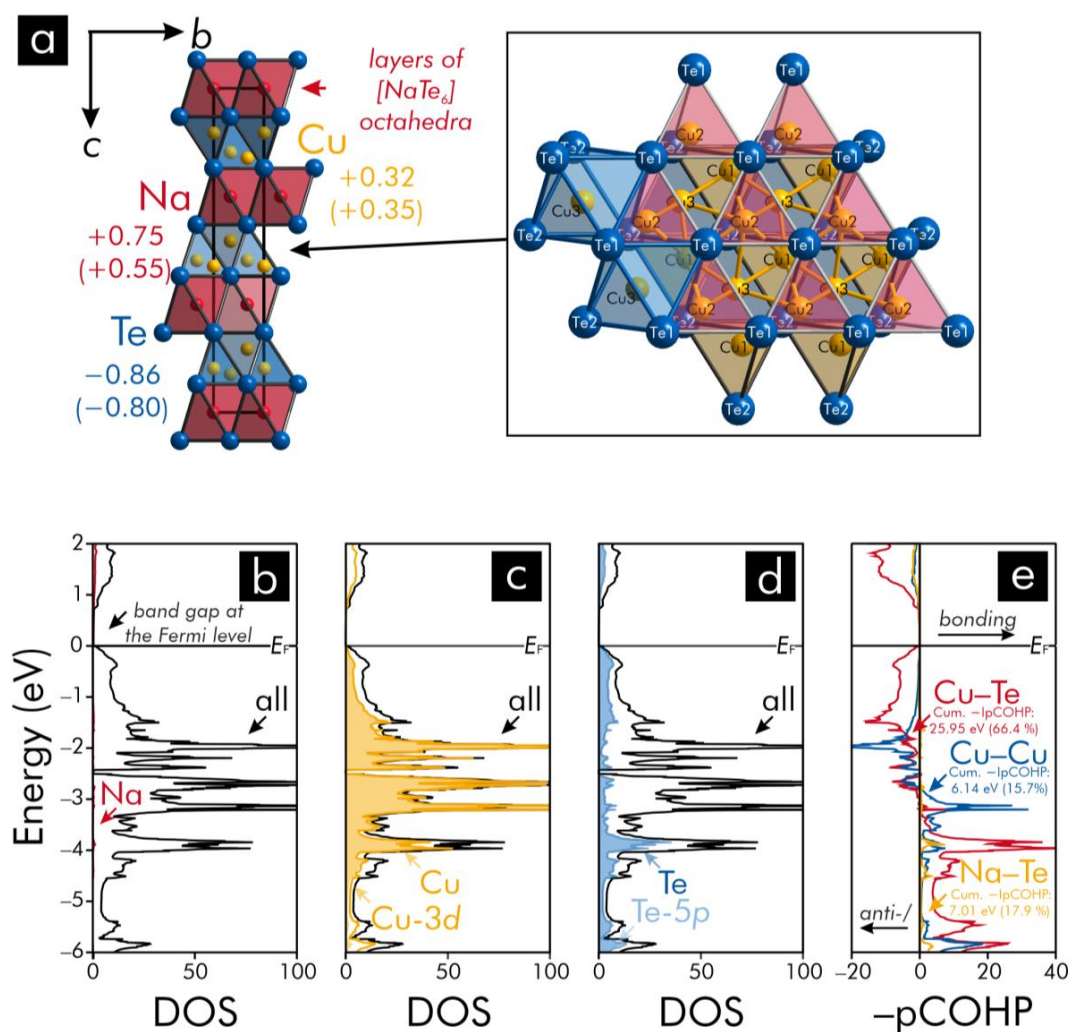 a
b
c
layers of
[NaTe₆]
octahedra
Cu
+0.32
(+0.35)
Na
+0.75
(+0.55)
Te
−0.86
(−0.80)
Te1 Te1
Cu2 Cu2
Te1 Te1 Te1 Te1
Cu1 Cu1
Cu3
Te2 Cu2 Cu2 Te2
Te1 Te1 Te1 Te1
Cu1 Cu1
Cu3
Cu2 Cu2
Te2 Te1 Te1 Te1 Te1
Cu1 Cu1
Te2 Te2
b
c
d
e
Energy (eV)
2
1
0
−1
−2
−3
−4
−5
−6
band gap at
the Fermi level
EF
all
Na
0 50 100
DOS
EF
Cu
Cu-3d
0 50 100
DOS
EF
all
Te
Te-5p
0 50 100
DOS
bonding
EF
Cu–Te
Cum. −IpCOHP:
25.95 eV (66.4 %)
Cu–Cu
Cum. −IpCOHP:
6.14 eV (15.7%)
Na–Te
Cum. −IpCOHP:
7.01 eV (17.9 %)
anti-/
−20 0 20 40
−pCOHP